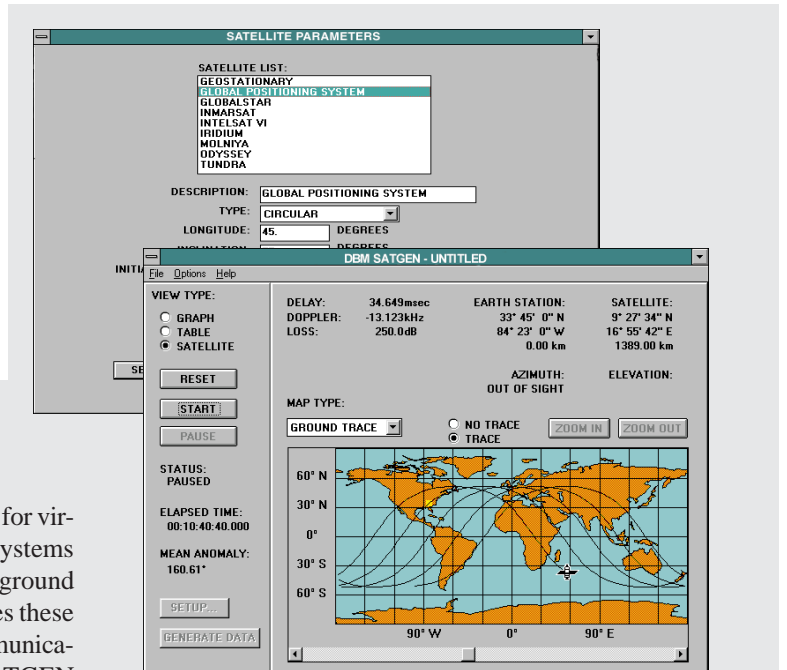 SATELLITE PARAMETERS
SATELLITE LIST:
GEOSTATIONARY
GLOBAL POSITIONING SYSTEM
GLOBALSTAR
INMARSAT
INTELSAT VI
IRIDIUM
MOLNIYA
ODYSSEY
TUNDRA
DESCRIPTION: GLOBAL POSITIONING SYSTEM
TYPE: CIRCULAR
LONGITUDE: 45. DEGREES
DEGREES
DBM SATGEN - UNTITLED
File Options Help
VIEW TYPE:
GRAPH
TABLE
SATELLITE
RESET
START
PAUSE
STATUS:
PAUSED
ELAPSED TIME:
00:10:40:40.000
MEAN ANOMALY:
160.61°
SETUP...
GENERATE DATA
DELAY: 34.649msec
DOPPLER: -13.123kHz
LOSS: 250.0dB
EARTH STATION:
33° 45' 0" N
84° 23' 0" W
0.00 km
SATELLITE:
9° 27' 34" N
16° 55' 42" E
1389.00 km
AZIMUTH:
OUT OF SIGHT
ELEVATION:
MAP TYPE:
GROUND TRACE
NO TRACE
TRACE
ZOOM IN
ZOOM OUT
60° N
30° N
0°
30° S
60° S
90° W 0° 90° E
for vir-
ystems
ground
es these
munica-